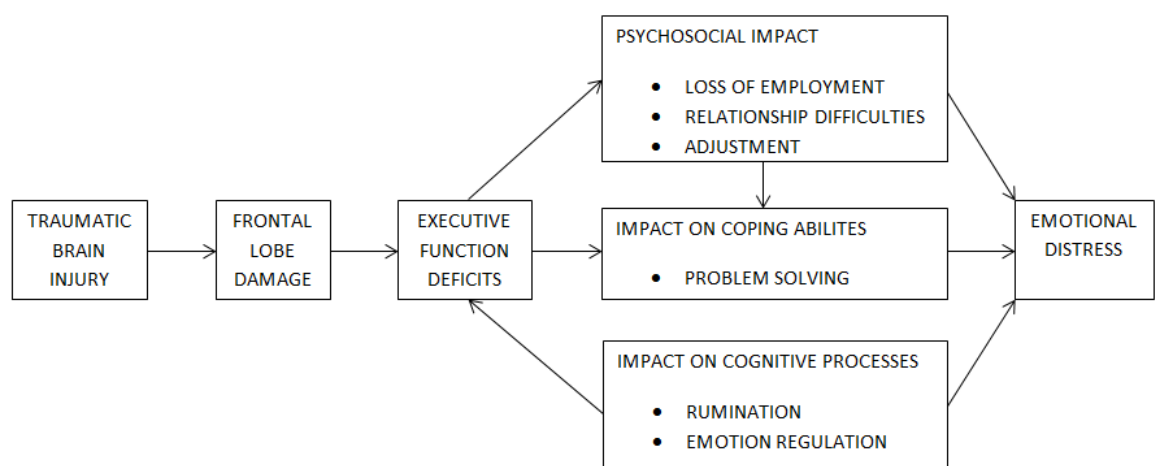 PSYCHOSOCIAL IMPACT
• LOSS OF EMPLOYMENT
• RELATIONSHIP DIFFICULTIES
• ADJUSTMENT
TRAUMATIC
BRAIN
INJURY
FRONTAL
LOBE
DAMAGE
EXECUTIVE
FUNCTION
DEFICITS
IMPACT ON COPING ABILITES
• PROBLEM SOLVING
EMOTIONAL
DISTRESS
IMPACT ON COGNITIVE PROCESSES
• RUMINATION
• EMOTION REGULATION